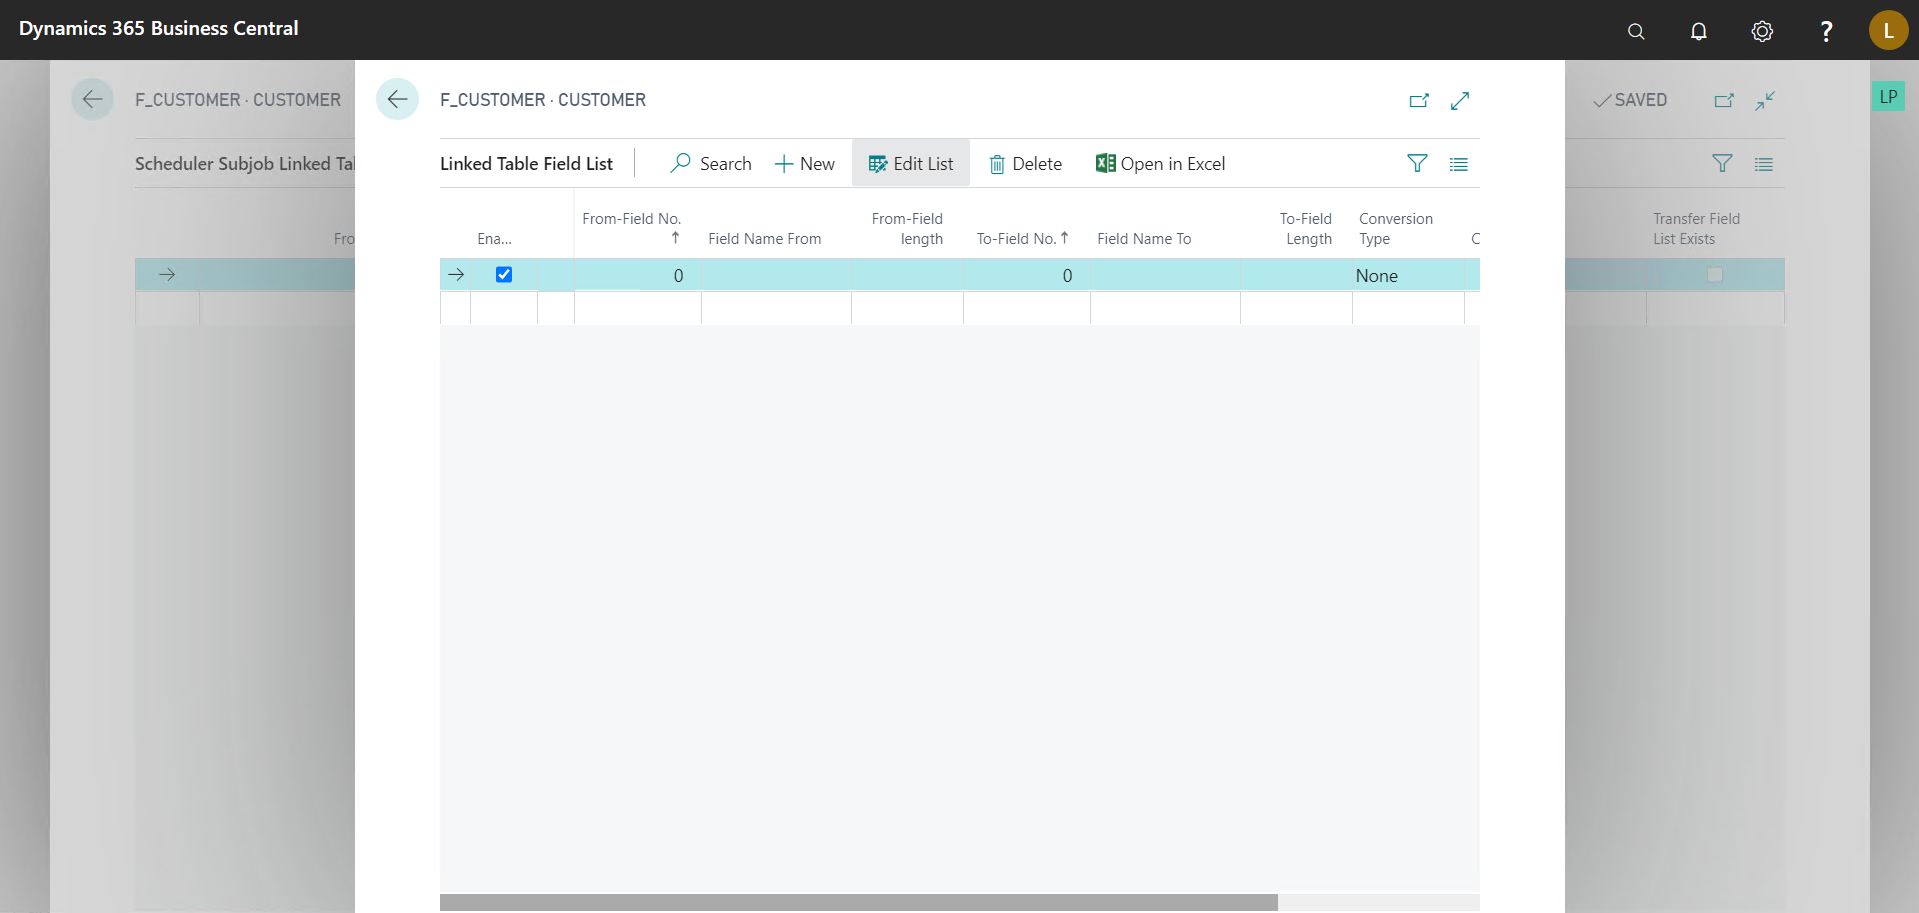 Dynamics 365 Business Central
?
L
F_CUSTOMER · CUSTOMER
F_CUSTOMER · CUSTOMER
SAVED
LP
Scheduler Subjob Linked Ta
Linked Table Field List
Search
New
Edit List
Delete
Open in Excel
Fro
Ena...
From-Field No. ↑
Field Name From
From-Field length
To-Field No. ↑
Field Name To
To-Field Length
Conversion Type
Transfer Field List Exists
0
0
None